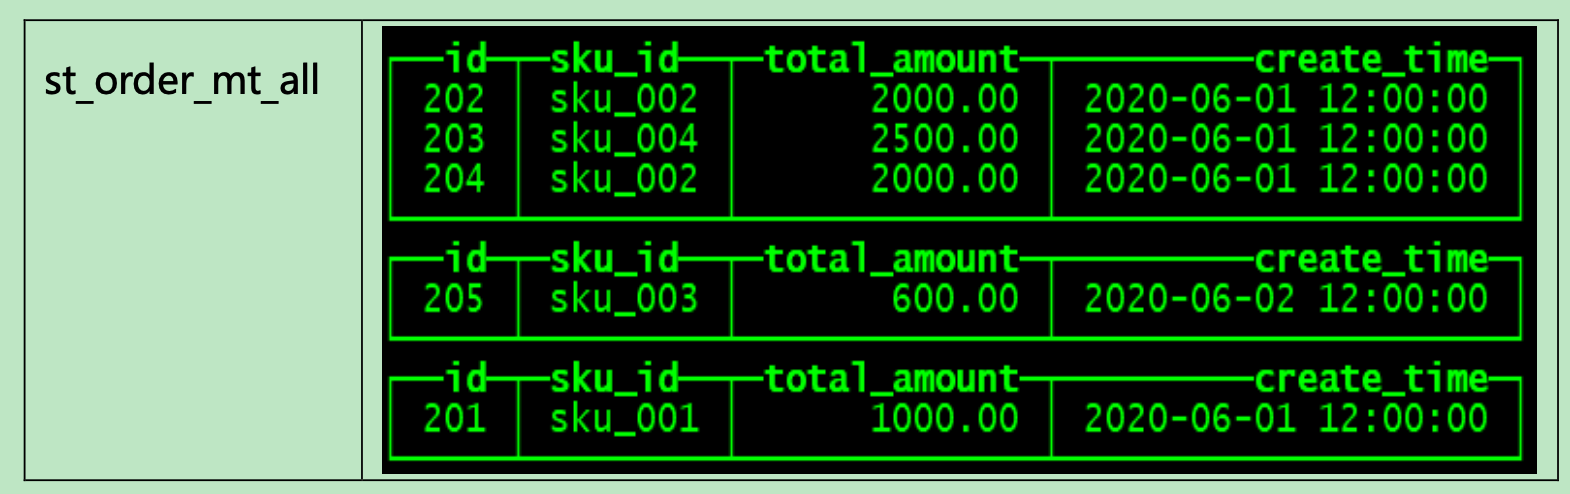 st_order_mt_all
id sku_id total_amount create_time
202 sku_002 2000.00 2020-06-01 12:00:00
203 sku_004 2500.00 2020-06-01 12:00:00
204 sku_002 2000.00 2020-06-01 12:00:00
id sku_id total_amount create_time
205 sku_003 600.00 2020-06-02 12:00:00
id sku_id total_amount create_time
201 sku_001 1000.00 2020-06-01 12:00:00